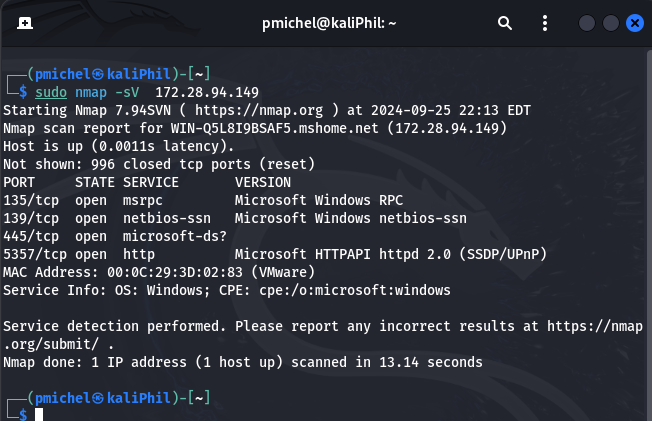 pmichel@kaliPhil: ~
┌──(pmichel㉿kaliPhil)-[~]
└─$ sudo nmap -sV  172.28.94.149
Starting Nmap 7.94SVN ( https://nmap.org ) at 2024-09-25 22:13 EDT
Nmap scan report for WIN-Q5L8I9BSAF5.mshome.net (172.28.94.149)
Host is up (0.0011s latency).
Not shown: 996 closed tcp ports (reset)
PORT     STATE SERVICE       VERSION
135/tcp  open  msrpc         Microsoft Windows RPC
139/tcp  open  netbios-ssn   Microsoft Windows netbios-ssn
445/tcp  open  microsoft-ds?
5357/tcp open  http          Microsoft HTTPAPI httpd 2.0 (SSDP/UPnP)
MAC Address: 00:0C:29:3D:02:83 (VMware)
Service Info: OS: Windows; CPE: cpe:/o:microsoft:windows
Service detection performed. Please report any incorrect results at https://nmap
.org/submit/ .
Nmap done: 1 IP address (1 host up) scanned in 13.14 seconds
┌──(pmichel㉿kaliPhil)-[~]
└─$